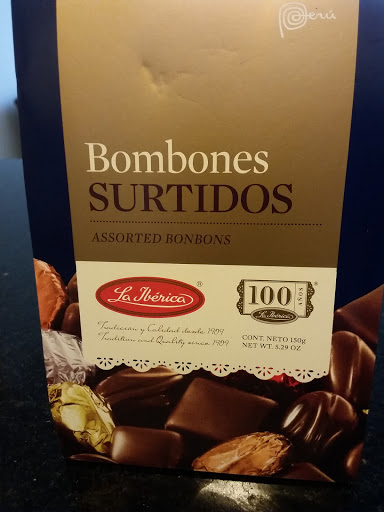 Perú
Bombones
SURTIDOS
ASSORTED BONBONS
La Ibérica®
100 AÑOS
La Ibérica
Tradición y Calidad desde 1909
Tradition and Quality since 1909
CONT. NETO 150g
NET WT. 5.29 OZ